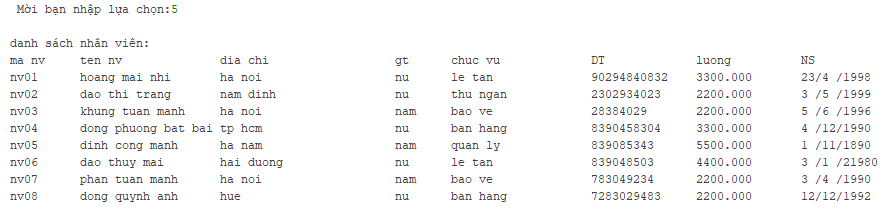 Mời bạn nhập lựa chọn:5
danh sách nhân viên:
ma nv ten nv dia chi gt chuc vu DT luong NS
nv01 hoang mai nhi ha noi nu le tan 90294840832 3300.000 23/4 /1998
nv02 dao thi trang nam dinh nu thu ngan 2302934023 2200.000 3 /5 /1999
nv03 khung tuan manh ha noi nam bao ve 28384029 2200.000 5 /6 /1996
nv04 dong phuong bat bai tp hcm nu ban hang 8390458304 3300.000 4 /12/1990
nv05 dinh cong manh ha nam nam quan ly 839085343 5500.000 1 /11/1890
nv06 dao thuy mai hai duong nu le tan 839048503 4400.000 3 /1 /21980
nv07 phan tuan manh ha noi nam bao ve 783049234 2200.000 3 /4 /1990
nv08 dong quynh anh hue nu ban hang 7283029483 2200.000 12/12/1992